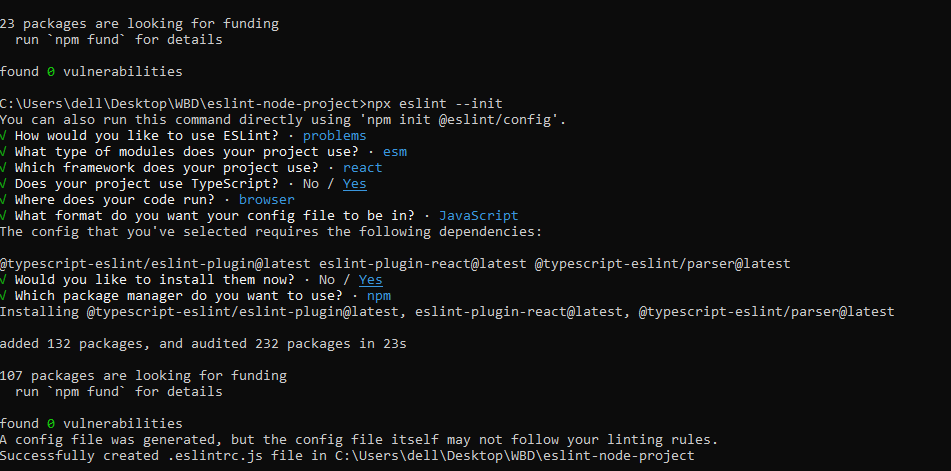 23 packages are looking for funding
run `npm fund` for details
found 0 vulnerabilities
C:\Users\dell\Desktop\WBD\eslint-node-project>npx eslint --init
You can also run this command directly using 'npm init @eslint/config'.
√ How would you like to use ESLint? · problems
√ What type of modules does your project use? · esm
√ Which framework does your project use? · react
√ Does your project use TypeScript? · No / Yes
√ Where does your code run? · browser
√ What format do you want your config file to be in? · JavaScript
The config that you've selected requires the following dependencies:
@typescript-eslint/eslint-plugin@latest eslint-plugin-react@latest @typescript-eslint/parser@latest
√ Would you like to install them now? · No / Yes
√ Which package manager do you want to use? · npm
Installing @typescript-eslint/eslint-plugin@latest, eslint-plugin-react@latest, @typescript-eslint/parser@latest
added 132 packages, and audited 232 packages in 23s
107 packages are looking for funding
run `npm fund` for details
found 0 vulnerabilities
A config file was generated, but the config file itself may not follow your linting rules.
Successfully created .eslintrc.js file in C:\Users\dell\Desktop\WBD\eslint-node-project